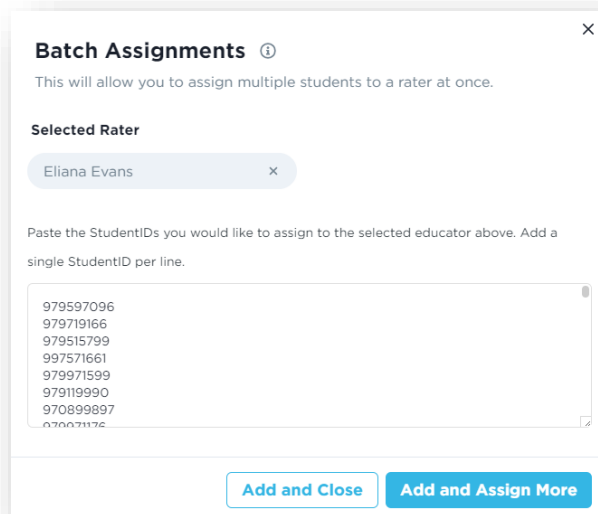 Batch Assignments
This will allow you to assign multiple students to a rater at once.
Selected Rater
Eliana Evans
Paste the StudentIDs you would like to assign to the selected educator above. Add a
single StudentID per line.
979597096
979719166
979515799
997571661
979971599
979119990
970899897
979971176
Add and Close
Add and Assign More